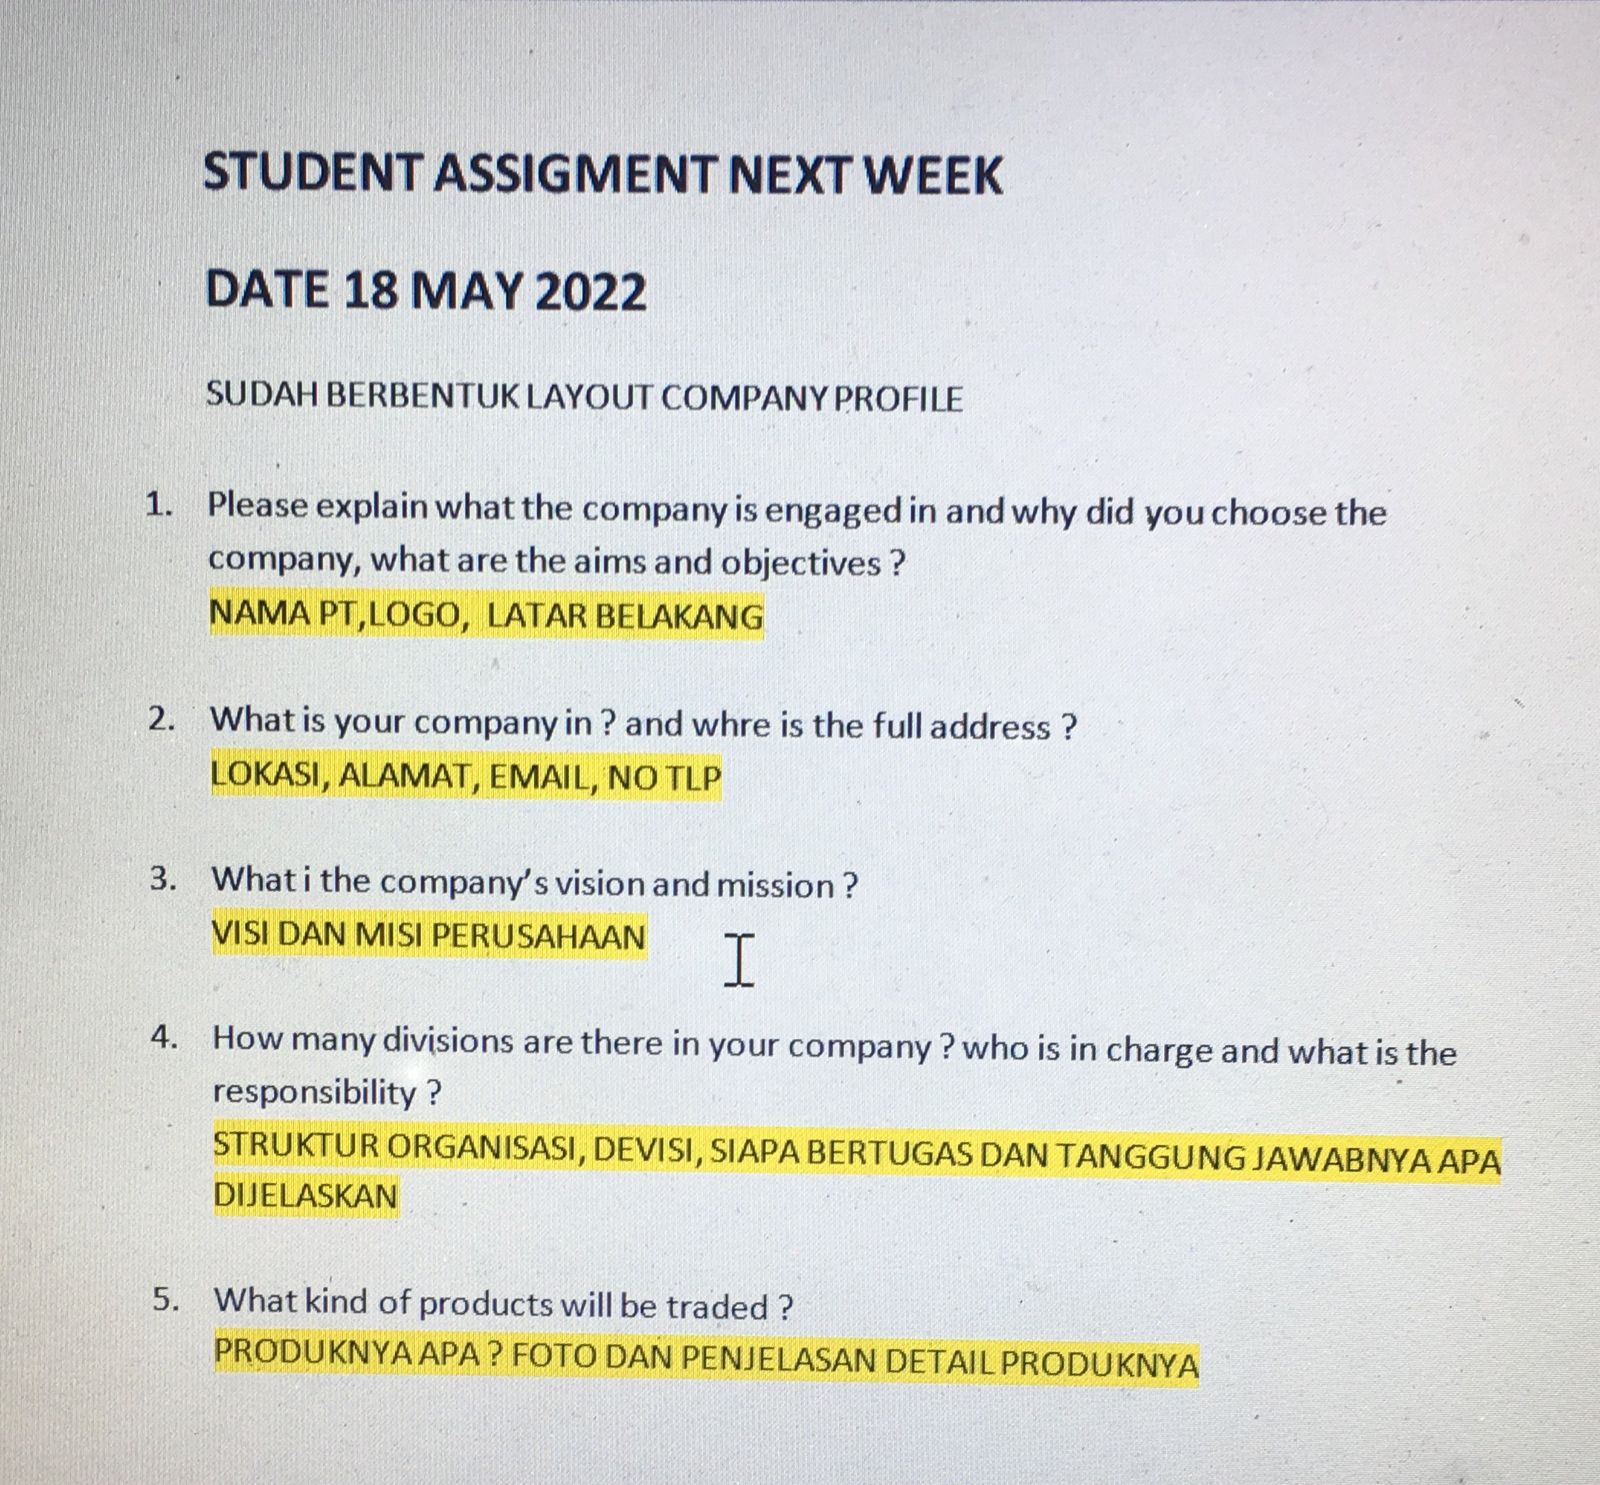 STUDENT ASSIGMENT NEXT WEEK
DATE 18 MAY 2022
SUDAH BERBENTUK LAYOUT COMPANY PROFILE
1. Please explain what the company is engaged in and why did you choose the
company, what are the aims and objectives ?
NAMA PT,LOGO, LATAR BELAKANG
2. What is your company in ? and whre is the full address ?
LOKASI, ALAMAT, EMAIL, NO TLP
3. What i the company's vision and mission ?
VISI DAN MISI PERUSAHAAN
4. How many divisions are there in your company ? who is in charge and what is the
responsibility ?
STRUKTUR ORGANISASI, DEVISI, SIAPA BERTUGAS DAN TANGGUNG JAWABNYA APA
DIJELASKAN
5. What kind of products will be traded ?
PRODUKNYA APA ? FOTO DAN PENJELASAN DETAIL PRODUKNYA